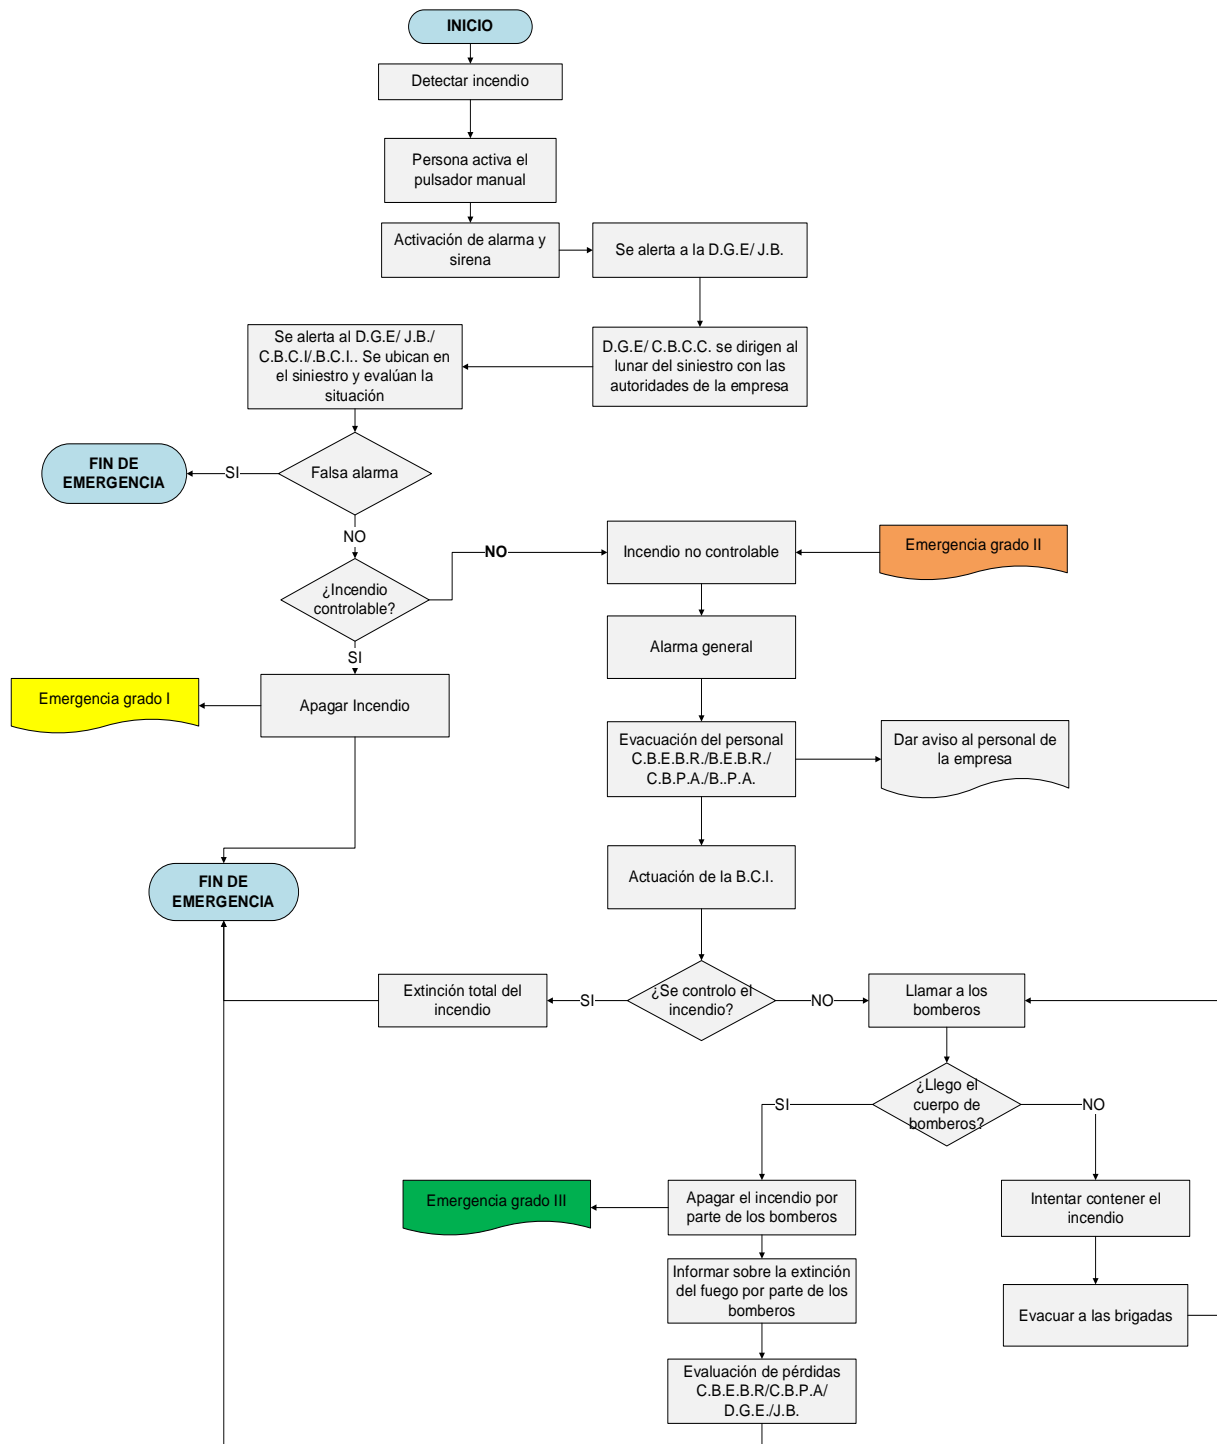 INICIO
Detectar incendio
Persona activa el
pulsador manual
Activación de alarma y
sirena
Se alerta a la D.G.E/ J.B.
Se alerta al D.G.E/ J.B./
C.B.C.I/.B.C.I.. Se ubican en
el siniestro y evalúan la
situación
D.G.E/ C.B.C.C. se dirigen al
lunar del siniestro con las
autoridades de la empresa
FIN DE
EMERGENCIA
SI
Falsa alarma
NO
¿Incendio
controlable?
NO
Incendio no controlable
Emergencia grado II
SI
Alarma general
Emergencia grado I
Apagar Incendio
Evacuación del personal
C.B.E.B.R./B.E.B.R./
C.B.P.A./B..P.A.
Dar aviso al personal de
la empresa
FIN DE
EMERGENCIA
Actuación de la B.C.I.
Extinción total del
incendio
SI
¿Se controlo el
incendio?
NO
Llamar a los
bomberos
SI
¿Llego el
cuerpo de
bomberos?
NO
Emergencia grado III
Apagar el incendio por
parte de los bomberos
Intentar contener el
incendio
Informar sobre la extinción
del fuego por parte de los
bomberos
Evacuar a las brigadas
Evaluación de pérdidas
C.B.E.B.R/C.B.P.A/
D.G.E./J.B.